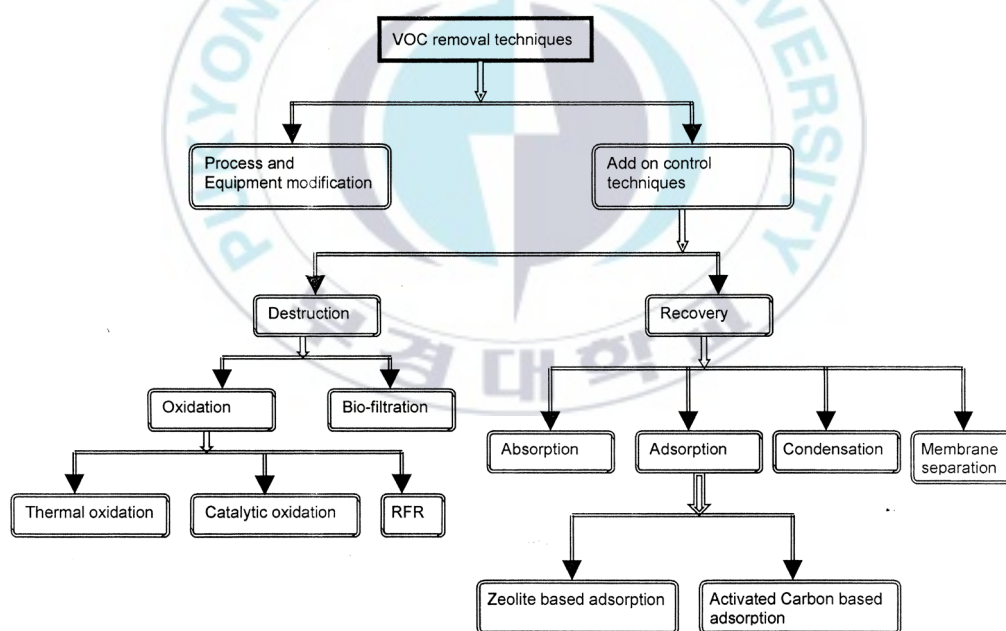 VOC removal techniques
Process and
Equipment modification
Add on control
techniques
Destruction
Recovery
Oxidation
Bio-filtration
Absorption
Adsorption
Condensation
Membrane
separation
Thermal oxidation
Catalytic oxidation
RFR
Zeolite based adsorption
Activated Carbon based
adsorption